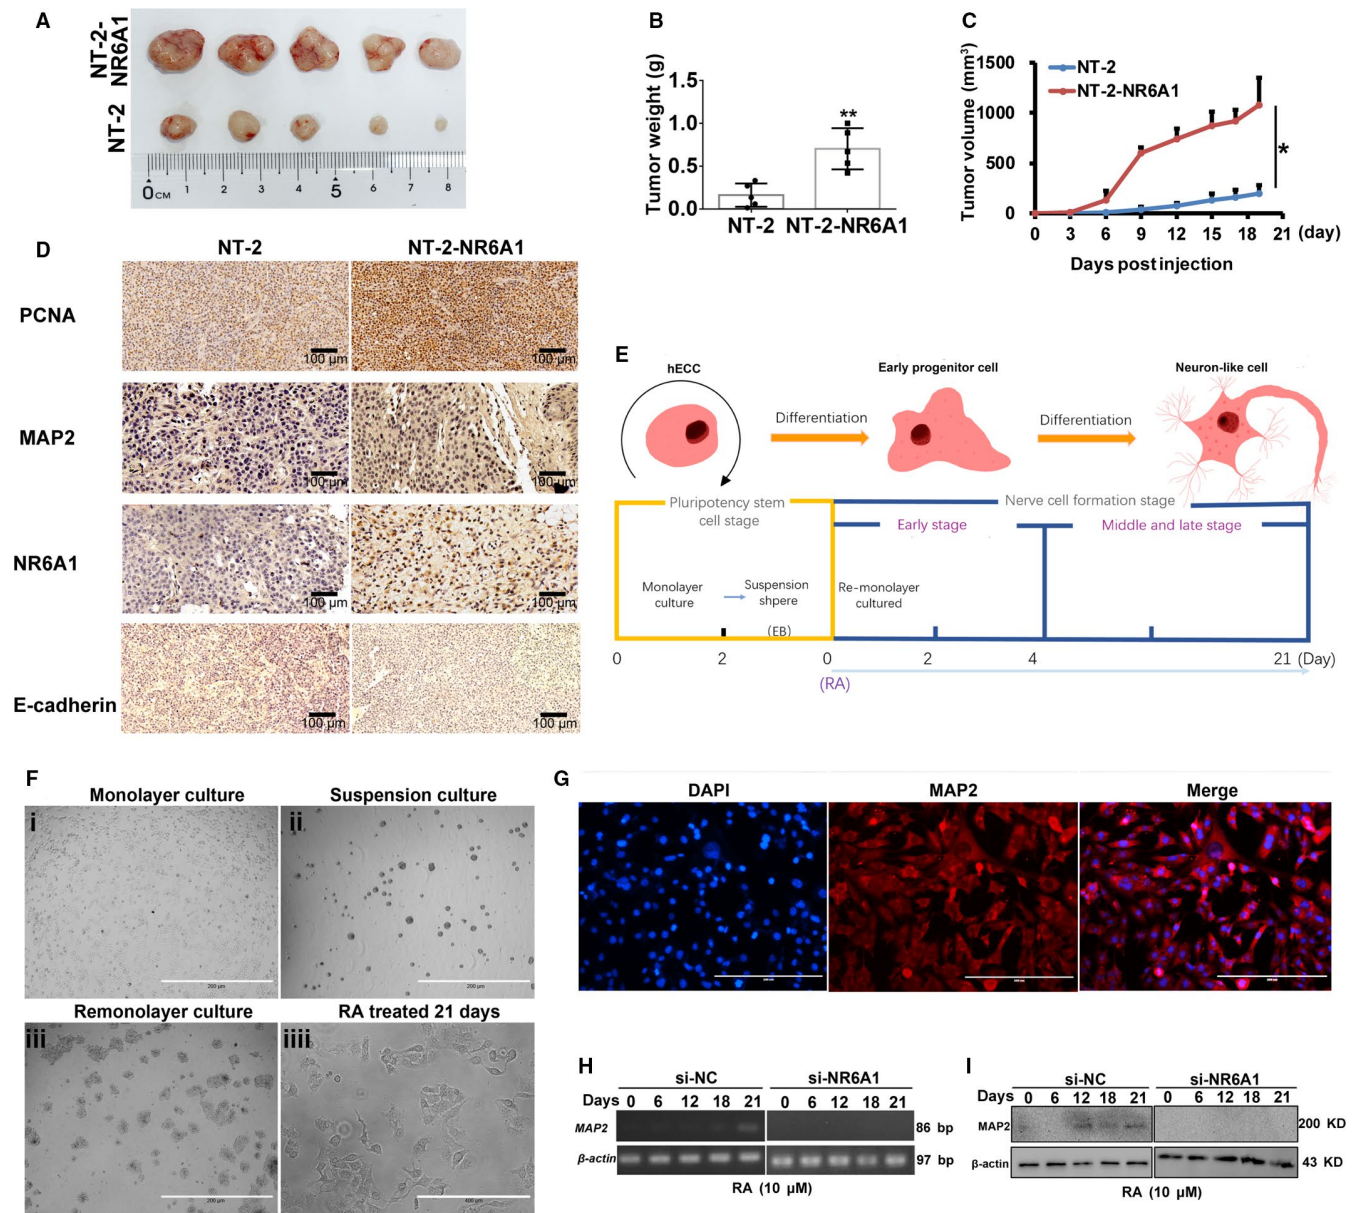 A
NT-2-
NR6A1
NT-2
0CM 1 2 3 4 5 6 7 8
B
Tumor weight (g)
1.5
1.0
0.5
0.0
**
NT-2 NT-2-NR6A1
C
Tumor volume (mm³)
1500
1000
500
0
NT-2
NT-2-NR6A1
*
0 3 6 9 12 15 18 21 (day)
Days post injection
D
NT-2 NT-2-NR6A1
PCNA
100 µm 100 µm
MAP2
100 µm 100 µm
NR6A1
100 µm 100 µm
E-cadherin
100 µm 100 µm
E
hECC
Early progenitor cell
Neuron-like cell
Differentiation
Differentiation
Pluripotency stem
cell stage
Nerve cell formation stage
Early stage
Middle and late stage
Monolayer
culture
Suspension
shpere
(EB)
Re-monolayer
cultured
0 2 0 2 4 21 (Day)
(RA)
F
Monolayer culture Suspension culture
i ii
200 µm 200 µm
Remonolayer culture RA treated 21 days
iii iiii
200 µm 400 µm
G
DAPI MAP2 Merge
H
si-NC si-NR6A1
Days 0 6 12 18 21 0 6 12 18 21
MAP2 86 bp
β-actin 97 bp
RA (10 µM)
I
si-NC si-NR6A1
Days 0 6 12 18 21 0 6 12 18 21
MAP2 200 KD
β-actin 43 KD
RA (10 µM)